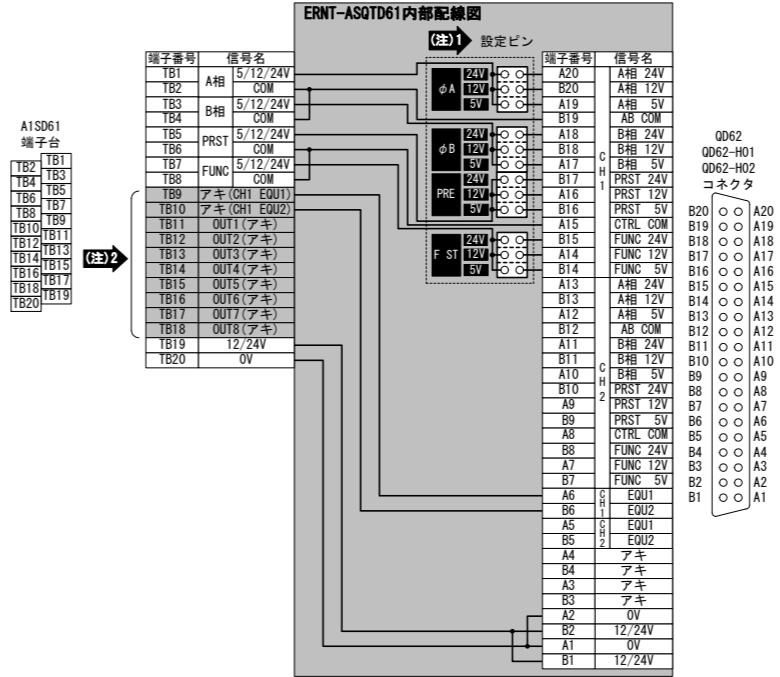 ERNT-ASQTD61内部配線図
(注)1 設定ピン
A1SD61
端子台
TB1
TB2
TB3
TB4
TB5
TB6
TB7
TB8
TB9
TB10
TB11
TB12
TB13
TB14
TB15
TB16
TB17
TB18
TB19
TB20
(注)2
端子番号 信号名
TB1 A相 5/12/24V
TB2 COM
TB3 B相 5/12/24V
TB4 COM
TB5 PRST 5/12/24V
TB6 COM
TB7 FUNC 5/12/24V
TB8 COM
TB9 アキ(CH1 EQU1)
TB10 アキ(CH1 EQU2)
TB11 OUT1(アキ)
TB12 OUT2(アキ)
TB13 OUT3(アキ)
TB14 OUT4(アキ)
TB15 OUT5(アキ)
TB16 OUT6(アキ)
TB17 OUT7(アキ)
TB18 OUT8(アキ)
TB19 12/24V
TB20 0V
φA 24V
12V
5V
φB 24V
12V
5V
PRE 24V
12V
5V
F ST 24V
12V
5V
端子番号 信号名
CH1
A20 A相 24V
B20 A相 12V
A19 A相 5V
B19 AB COM
A18 B相 24V
B18 B相 12V
A17 B相 5V
B17 PRST 24V
A16 PRST 12V
B16 PRST 5V
A15 CTRL COM
B15 FUNC 24V
A14 FUNC 12V
B14 FUNC 5V
CH2
A13 A相 24V
B13 A相 12V
A12 A相 5V
B12 AB COM
A11 B相 24V
B11 B相 12V
A10 B相 5V
B10 PRST 24V
A9 PRST 12V
B9 PRST 5V
A8 CTRL COM
B8 FUNC 24V
A7 FUNC 12V
B7 FUNC 5V
CH1
A6 EQU1
B6 EQU2
CH2
A5 EQU1
B5 EQU2
A4 アキ
B4 アキ
A3 アキ
B3 アキ
A2 0V
B2 12/24V
A1 0V
B1 12/24V
QD62
QD62-H01
QD62-H02
コネクタ
B20 A20
B19 A19
B18 A18
B17 A17
B16 A16
B15 A15
B14 A14
B13 A13
B12 A12
B11 A11
B10 A10
B9 A9
B8 A8
B7 A7
B6 A6
B5 A5
B4 A4
B3 A3
B2 A2
B1 A1